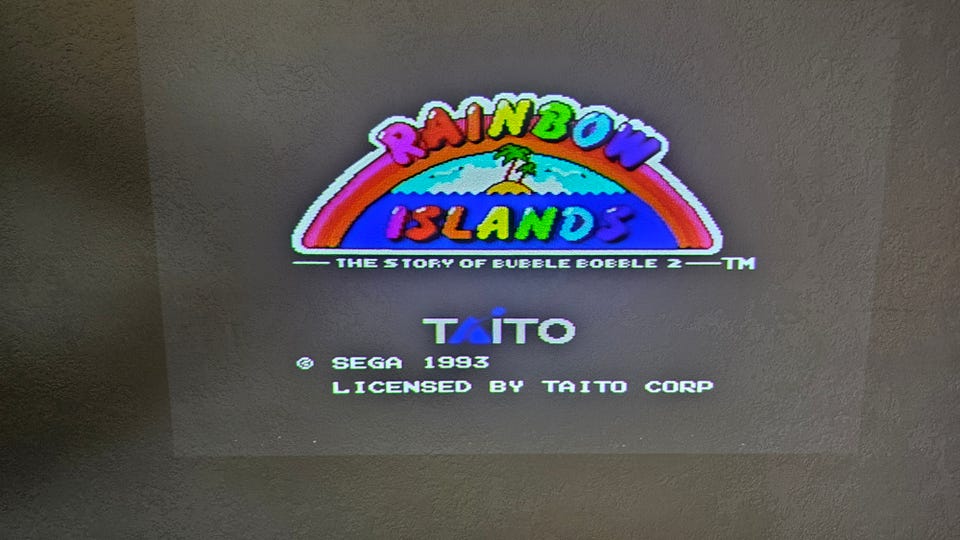 RAINBOW
ISLANDS
THE STORY OF BUBBLE BOBBLE 2 TM
TAITO
© SEGA 1993
LICENSED BY TAITO CORP